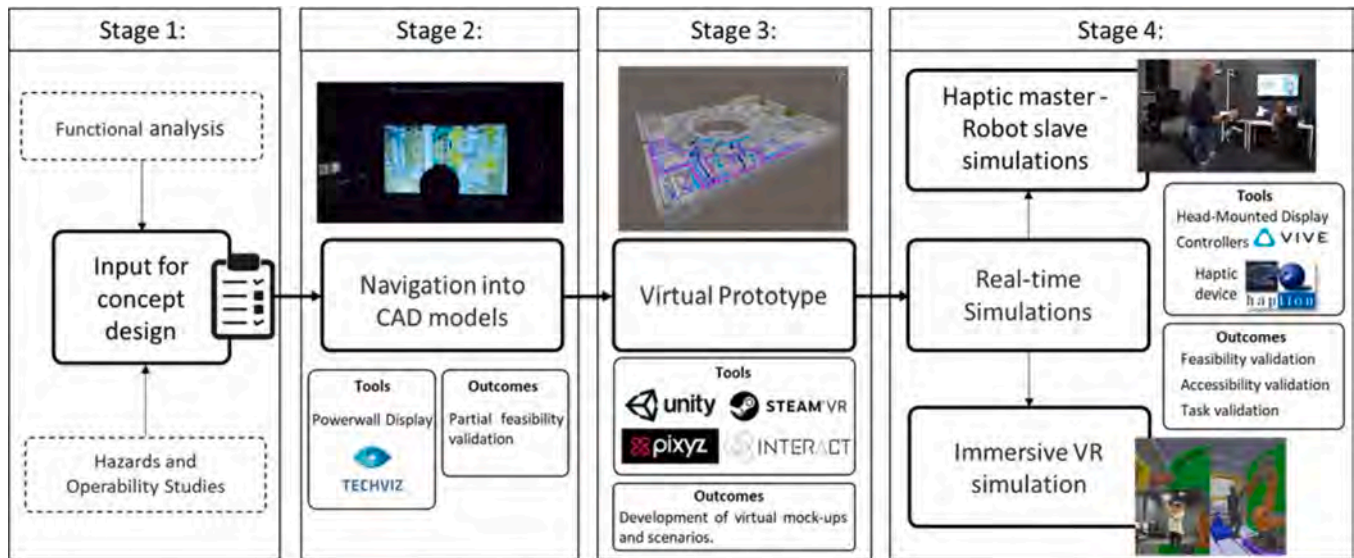 Stage 1:
Functional analysis
Input for
concept
design
Hazards and
Operability Studies
Stage 2:
Navigation into
CAD models
Tools
Powerwall Display
TECHVIZ
Outcomes
Partial feasibility
validation
Stage 3:
Virtual Prototype
Tools
unity
STEAM VR
pixyz
INTERACT
Outcomes
Development of virtual mock-ups
and scenarios.
Stage 4:
Haptic master -
Robot slave
simulations
Real-time
Simulations
Immersive VR
simulation
Tools
Head-Mounted Display
Controllers VIVE
Haptic
device
haption
Outcomes
Feasibility validation
Accessibility validation
Task validation